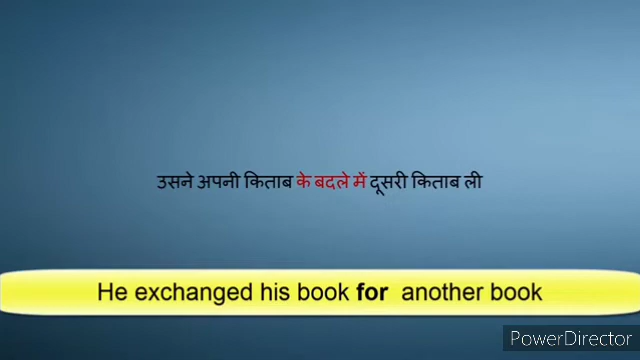 उसने अपनी किताब के बदले में दूसरी किताब ली
He exchanged his book for another book
PowerDirector